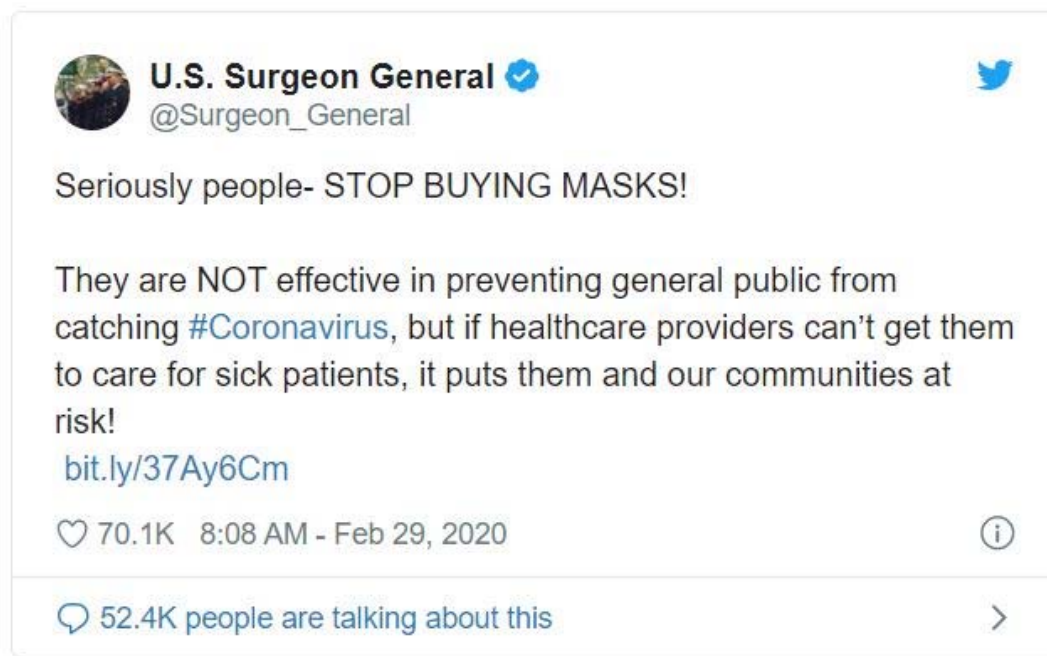 U.S. Surgeon General
@Surgeon_General
Seriously people- STOP BUYING MASKS!
They are NOT effective in preventing general public from
catching #Coronavirus, but if healthcare providers can’t get them
to care for sick patients, it puts them and our communities at
risk!
bit.ly/37Ay6Cm
70.1K 8:08 AM - Feb 29, 2020
52.4K people are talking about this